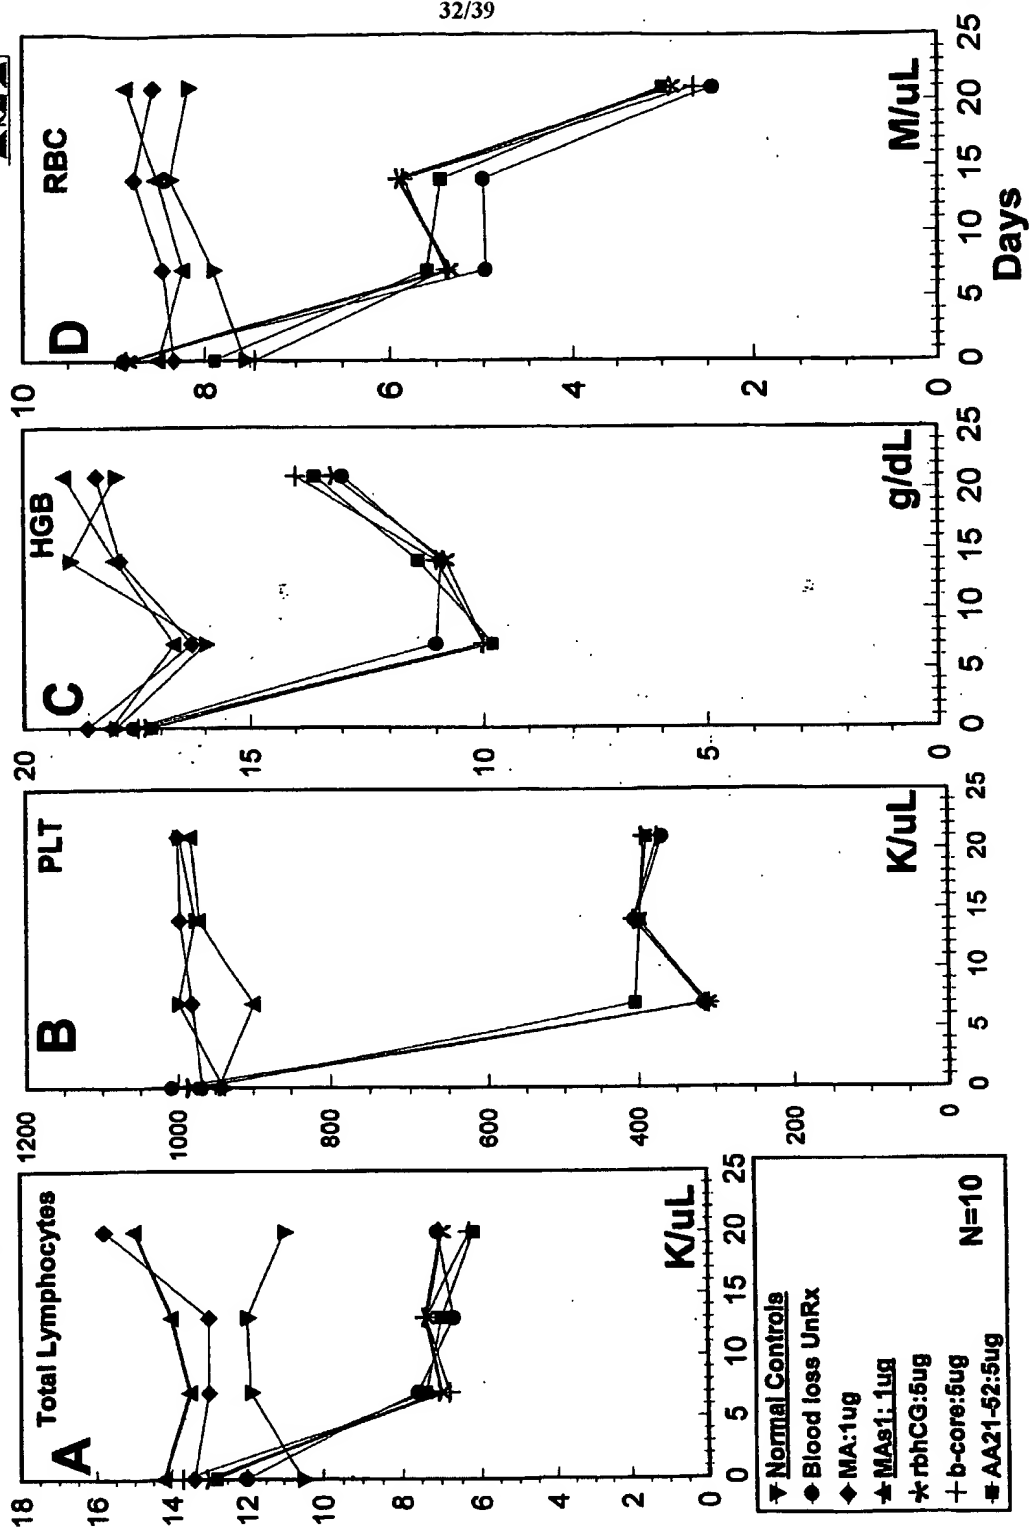 32/39
A
Total Lymphocytes
18
16
14
12
10
8
6
4
2
0
K/uL
0
5
10
15
20
25
B
PLT
1200
1000
800
600
400
200
0
K/uL
0
5
10
15
20
25
C
HGB
20
15
10
5
0
g/dL
0
5
10
15
20
25
D
RBC
10
8
6
4
2
0
M/uL
0
5
10
15
20
25
Days
Normal Controls
Blood loss UnRx
MA:1ug
MAs1: 1ug
rbhCG:5ug
b-core:5ug
AA21-52:5ug
N=10